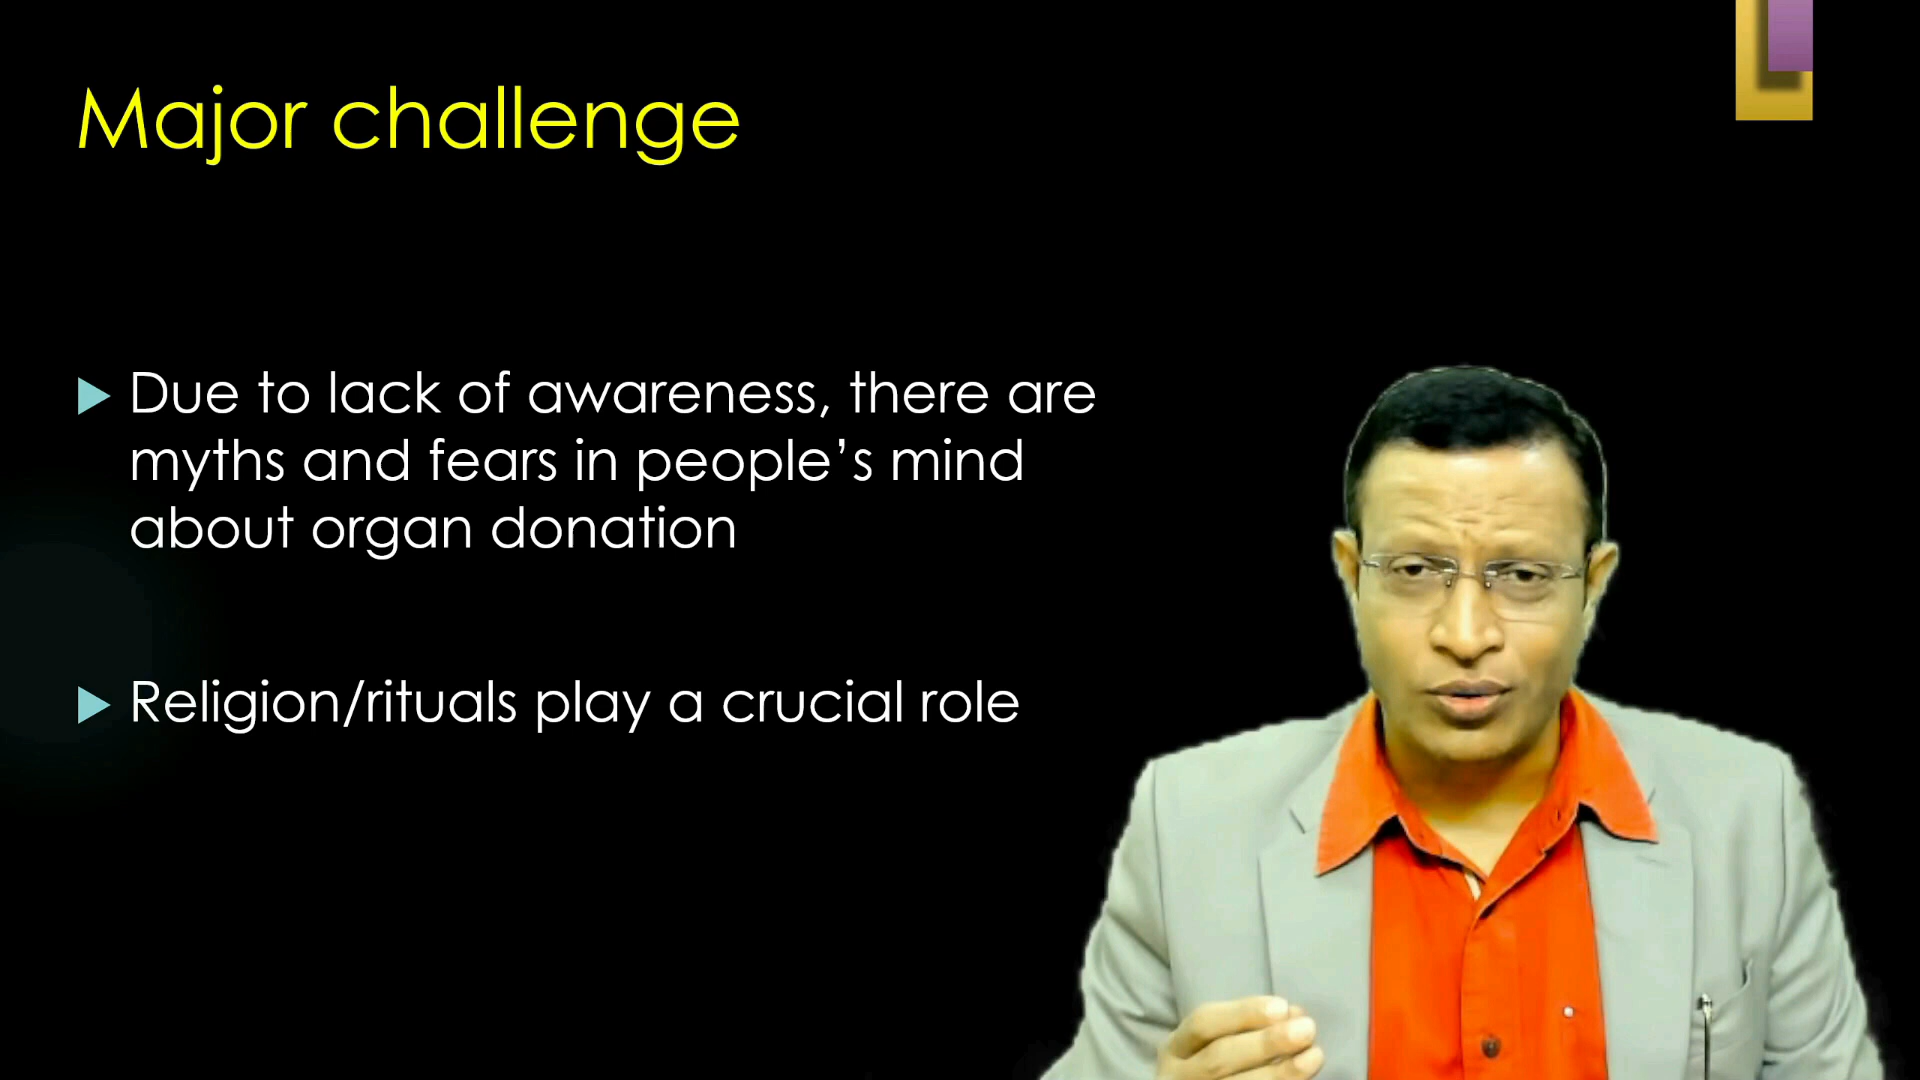 Major challenge
Due to lack of awareness, there are
myths and fears in people’s mind
about organ donation
Religion/rituals play a crucial role